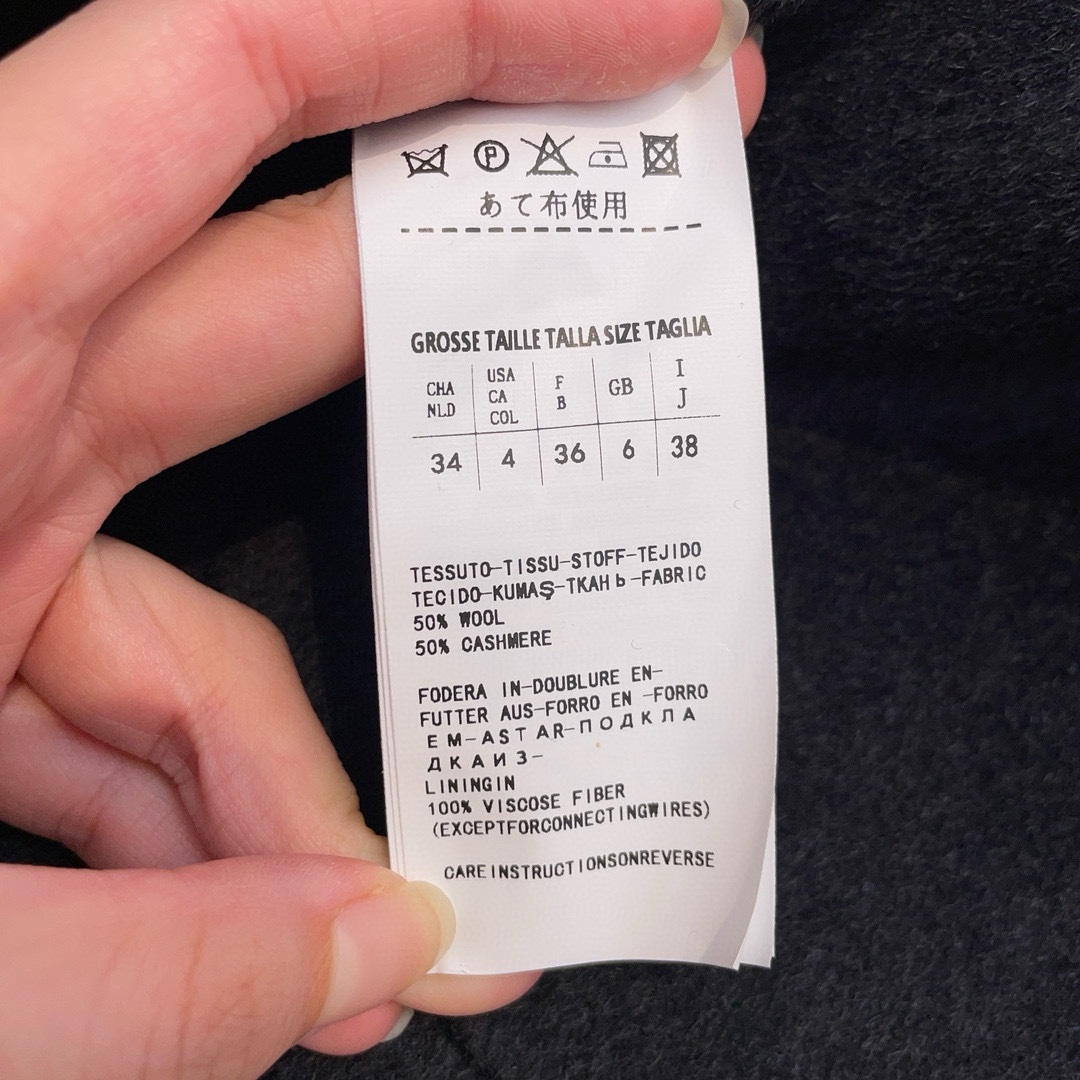 P
あて布使用
GROSSE TAILLE TALLA SIZE TAGLIA
CHA NLD
USA CA COL
F B
GB
I J
34 4 36 6 38
TESSUTO-TISSU-STOFF-TEJIDO
TECIDO-KUMAŞ-TKAHЬ-FABRIC
50% WOOL
50% CASHMERE
FODERA IN-DOUBLURE EN-
FUTTER AUS-FORRO EN -FORRO
EM-ASTAR-ПОДКЛА
ДКАИЗ-
LININGIN
100% VISCOSE FIBER
(EXCEPTFORCONNECTINGWIRES)
CAREINSTRUCTIONSONREVERSE